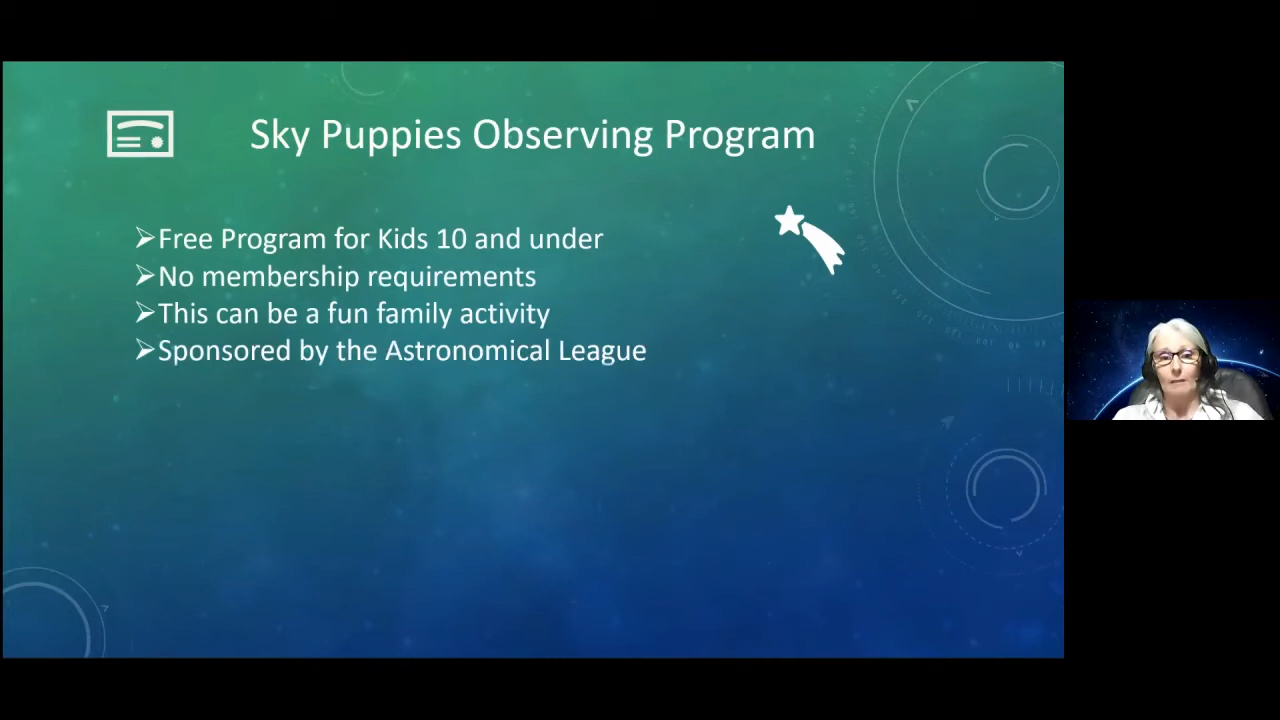 Sky Puppies Observing Program
➢Free Program for Kids 10 and under
➢No membership requirements
➢This can be a fun family activity
➢Sponsored by the Astronomical League